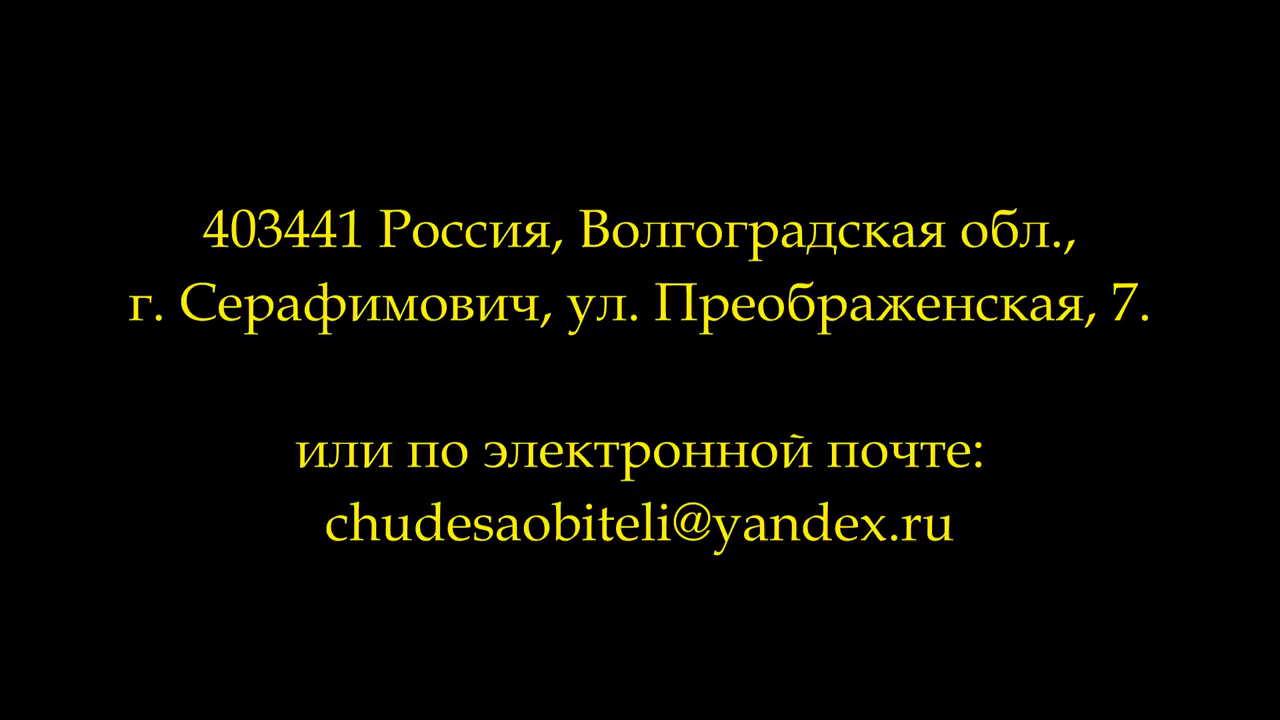 403441 Россия, Волгоградская обл.,
г. Серафимович, ул. Преображенская, 7.
или по электронной почте:
chudesaobiteli@yandex.ru